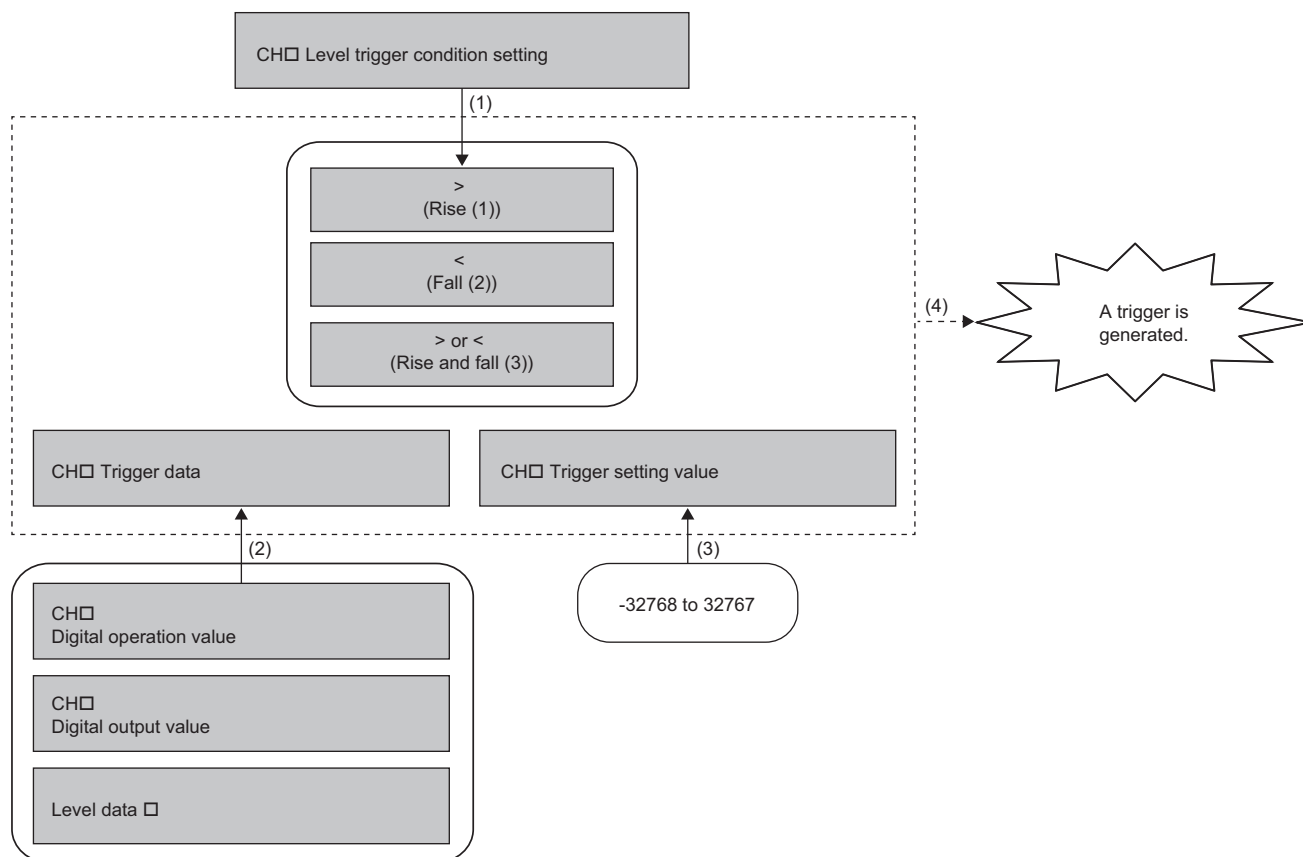 CH□ Level trigger condition setting
(1)
>
(Rise (1))
<
(Fall (2))
> or <
(Rise and fall (3))
(4)
A trigger is
generated.
CH□ Trigger data
CH□ Trigger setting value
(2)
(3)
CH□
Digital operation value
-32768 to 32767
CH□
Digital output value
Level data □